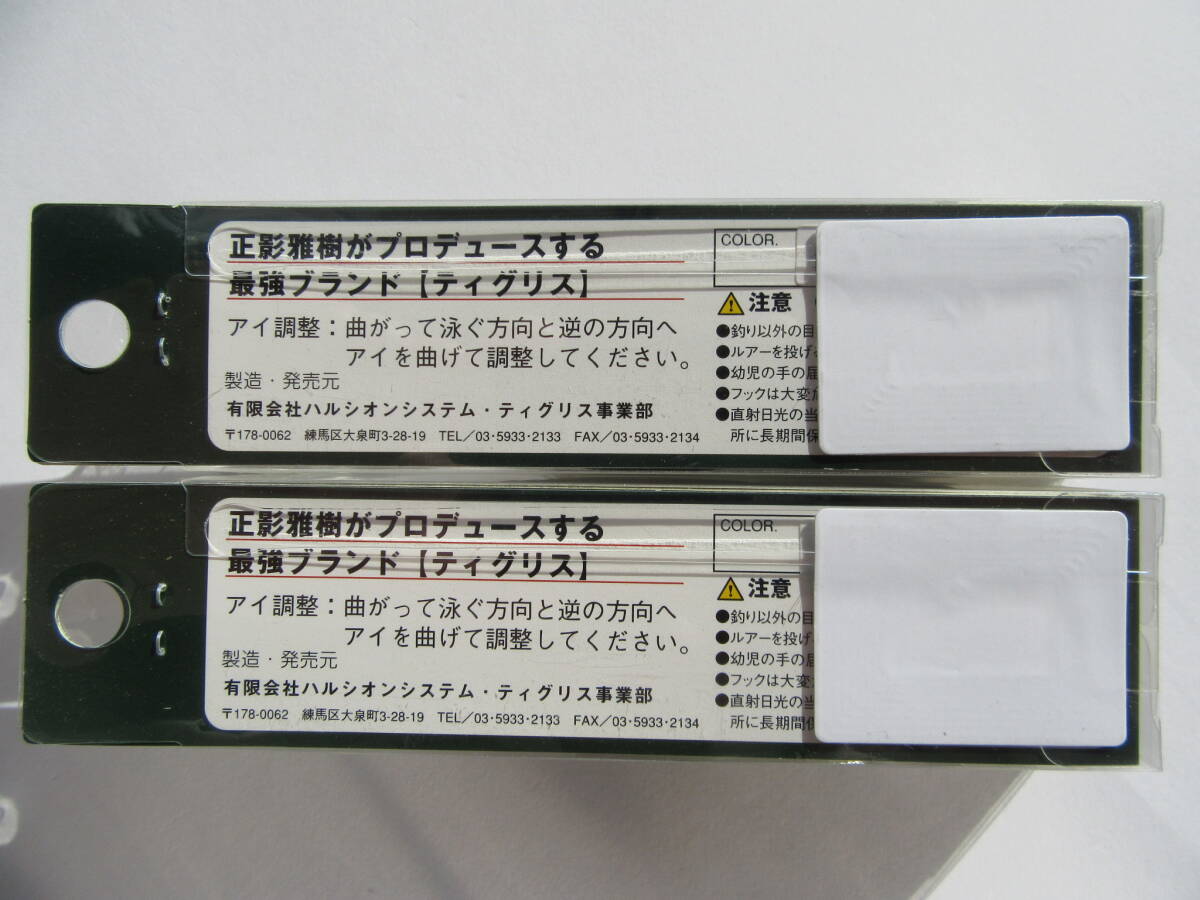 正影雅樹がプロデュースする
最強ブランド【ティグリス】
アイ調整：曲がって泳ぐ方向と逆の方向へ
アイを曲げて調整してください。
製造・発売元
有限会社ハルシオンシステム・ティグリス事業部
〒178-0062 練馬区大泉町3-28-19 TEL／03・5933・2133 FAX／03・5933・2134
COLOR.
注意
●釣り以外の目
●ルアーを投げ
●幼児の手の届
●フックは大変
●直射日光の当
所に長期間保
正影雅樹がプロデュースする
最強ブランド【ティグリス】
アイ調整：曲がって泳ぐ方向と逆の方向へ
アイを曲げて調整してください。
製造・発売元
有限会社ハルシオンシステム・ティグリス事業部
〒178-0062 練馬区大泉町3-28-19 TEL／03・5933・2133 FAX／03・5933・2134
COLOR.
注意
●釣り以外の目
●ルアーを投げ
●幼児の手の届
●フックは大変
●直射日光の当
所に長期間保